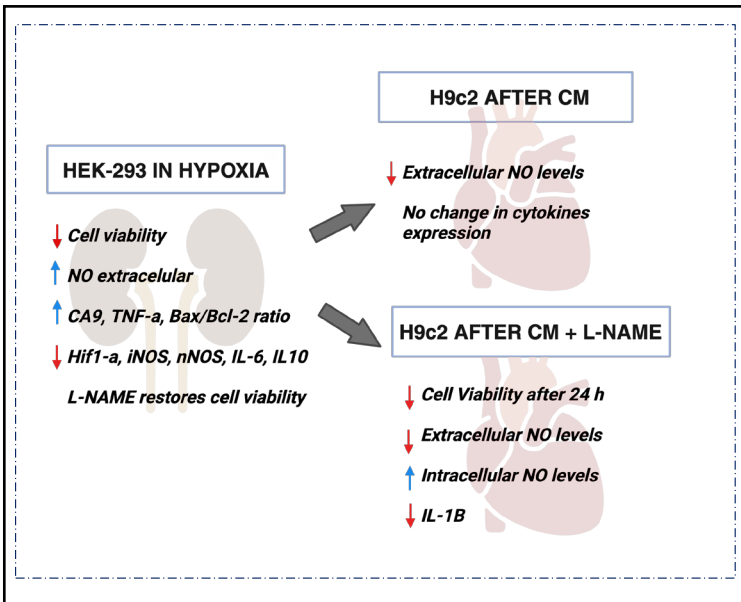 HEK-293 IN HYPOXIA
Cell viability
NO extracelular
CA9, TNF-a, Bax/Bcl-2 ratio
Hif1-a, iNOS, nNOS, IL-6, IL10
L-NAME restores cell viability
H9c2 AFTER CM
Extracellular NO levels
No change in cytokines
expression
H9c2 AFTER CM + L-NAME
Cell Viability after 24 h
Extracellular NO levels
Intracellular NO levels
IL-1B